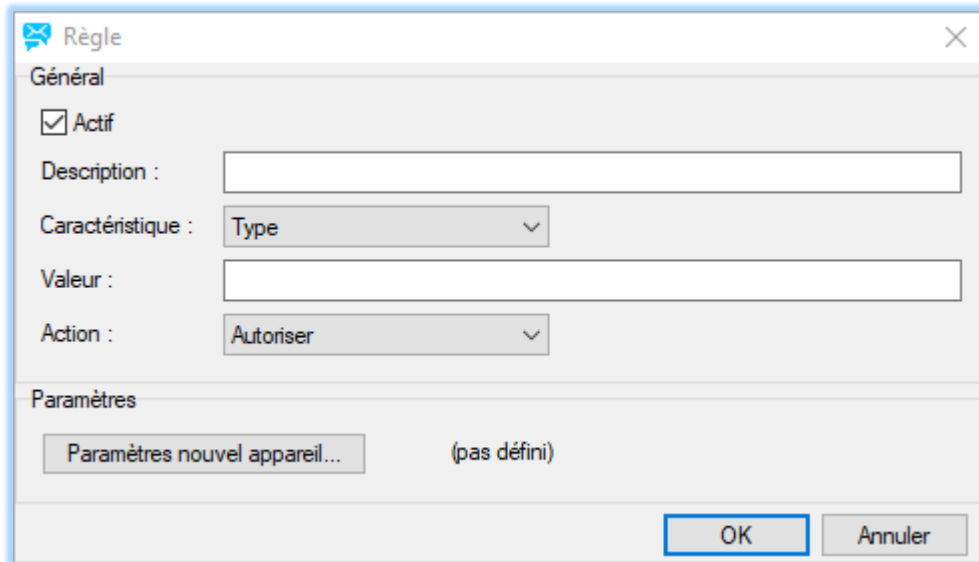 Règle
Général
Actif
Description :
Caractéristique : Type
Valeur :
Action : Autoriser
Paramètres
Paramètres nouvel appareil... (pas défini)
OK Annuler